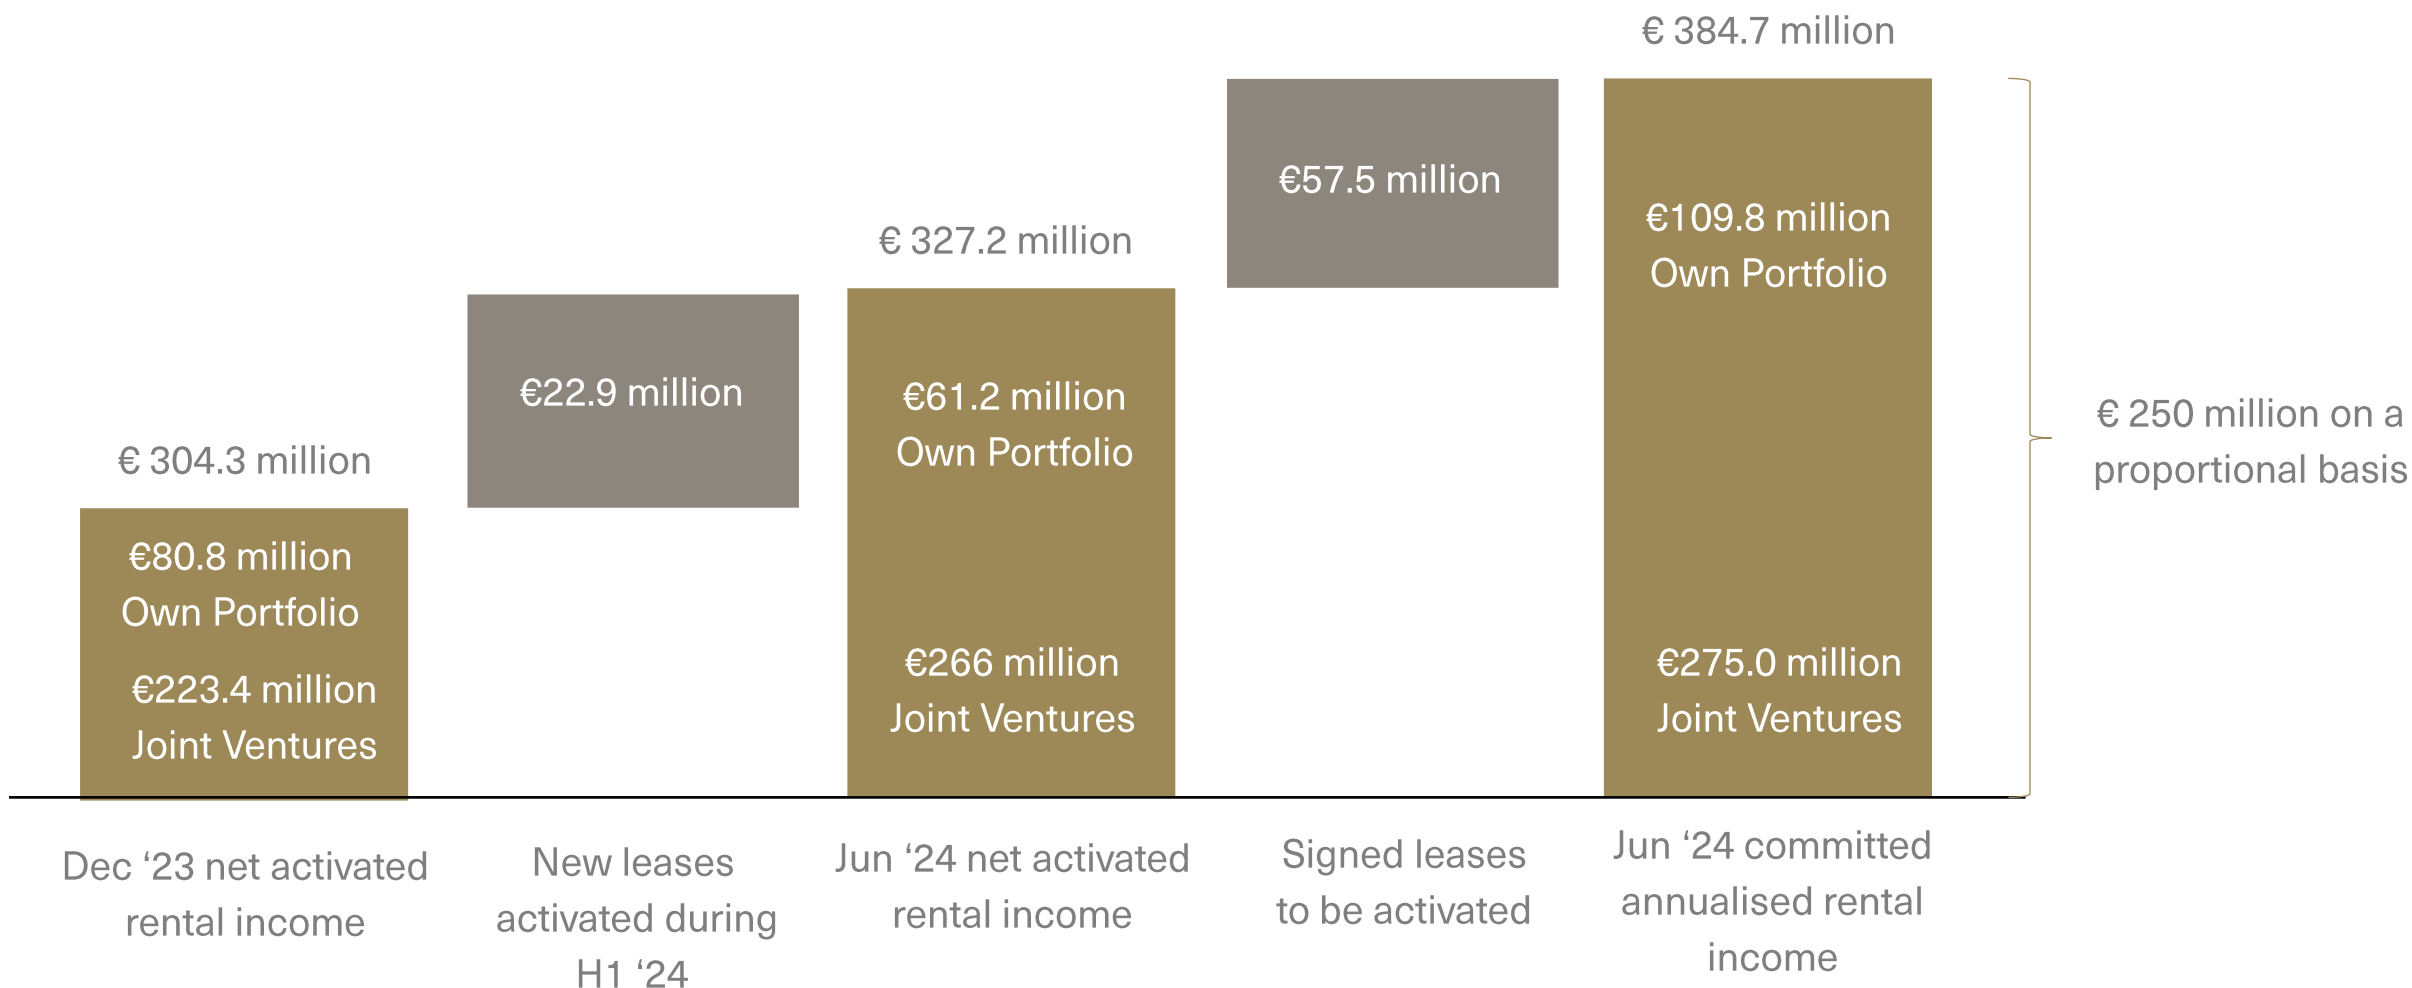 € 304.3 million
€80.8 million
Own Portfolio
€223.4 million
Joint Ventures
Dec ‘23 net activated
rental income
€22.9 million
New leases
activated during
H1 ‘24
€ 327.2 million
€61.2 million
Own Portfolio
€266 million
Joint Ventures
Jun ‘24 net activated
rental income
€57.5 million
Signed leases
to be activated
€ 384.7 million
€109.8 million
Own Portfolio
€275.0 million
Joint Ventures
Jun ‘24 committed
annualised rental
income
€ 250 million on a
proportional basis